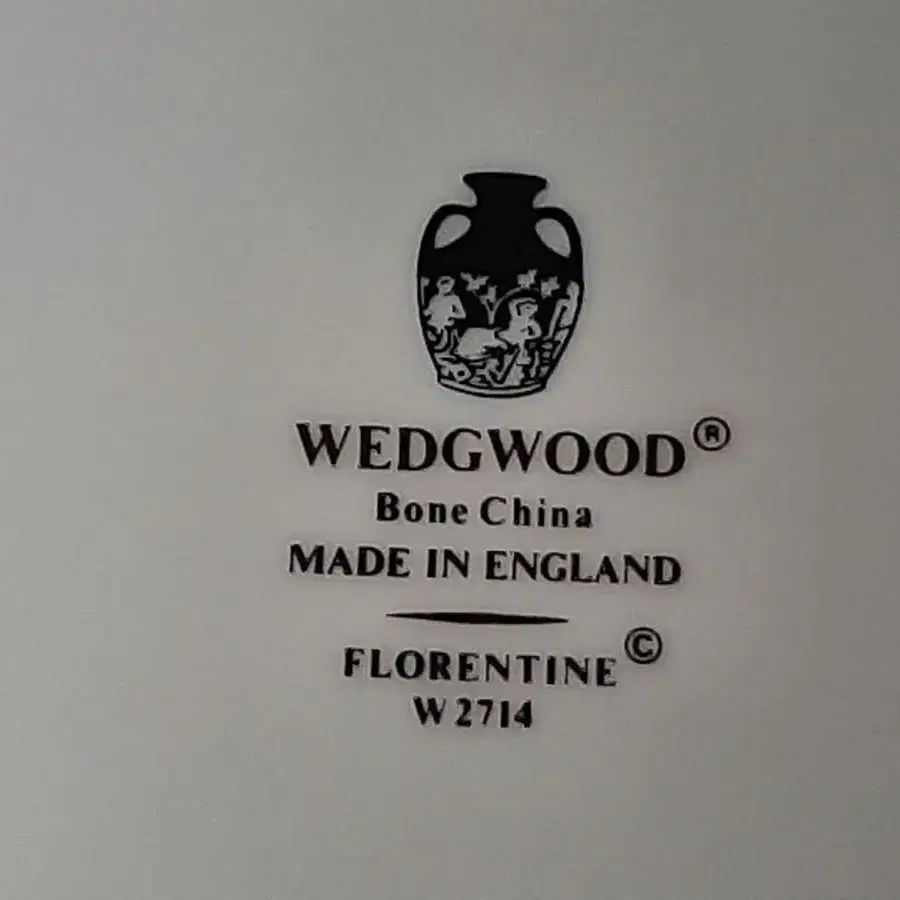 WEDGWOOD®
Bone China
MADE IN ENGLAND
FLORENTINE©
W 2714